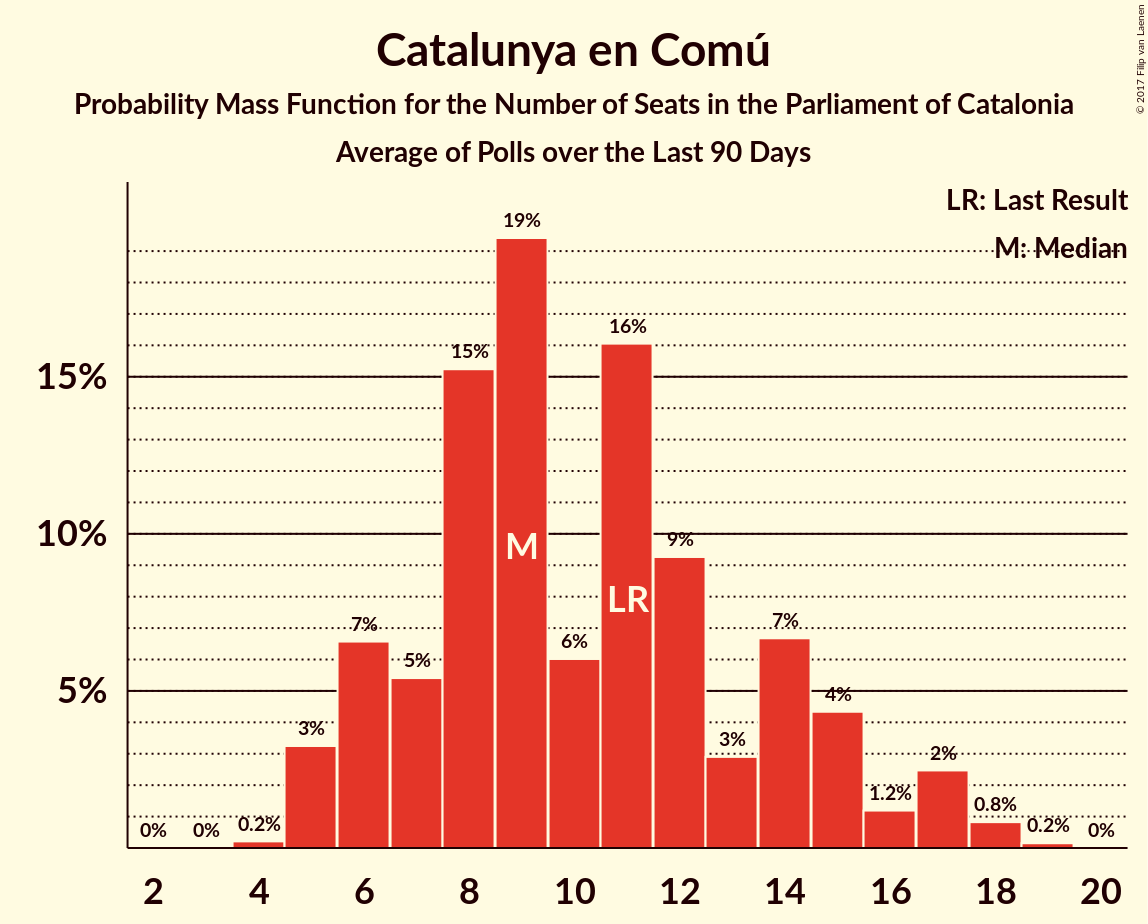 Catalunya en Comú
Probability Mass Function for the Number of Seats in the Parliament of Catalonia
Average of Polls over the Last 90 Days
© 2017 Filip van Laenen
LR: Last Result
M: Median
15%
10%
5%
0%
0%
0.2%
3%
7%
5%
15%
19%
6%
16%
9%
3%
7%
4%
1.2%
2%
0.8%
0.2%
0%
M
LR
2 4 6 8 10 12 14 16 18 20